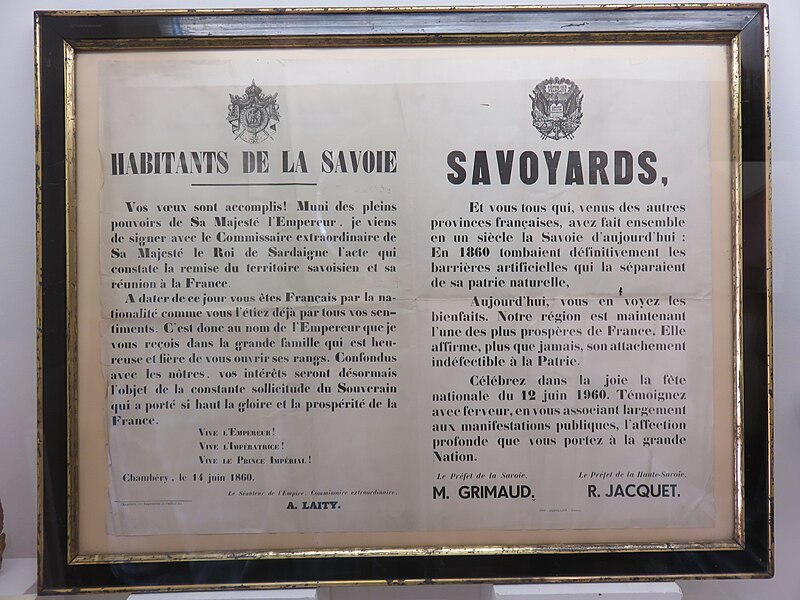 HABITANTS DE LA SAVOIE
Vos vœux sont accomplis! Muni des pleins
pouvoirs de Sa Majesté l'Empereur, je viens
de signer avec le Commissaire extraordinaire de
Sa Majesté le Roi de Sardaigne l'acte qui
constate la remise du territoire savoisien et sa
réunion à la France.
A dater de ce jour vous êtes Français par la na-
tionalité comme vous l'étiez déjà par tous vos sen-
timents. C'est donc au nom de l'Empereur que je
vous reçois dans la grande famille qui est heu-
reuse et fière de vous ouvrir ses rangs. Confondus
avec les nôtres, vos intérêts seront désormais
l'objet de la constante sollicitude du Souverain
qui a porté si haut la gloire et la prospérité de la
France.
VIVE L'EMPEREUR!
VIVE L'IMPÉRATRICE!
VIVE LE PRINCE IMPÉRIAL!
Chambéry, le 14 juin 1860.
Le Sénateur de l'Empire, Commissaire extraordinaire,
A. LAITY.
SAVOYARDS,
Et vous tous qui, venus des autres
provinces françaises, avez fait ensemble
en un siècle la Savoie d'aujourd'hui :
En 1860 tombaient définitivement les
barrières artificielles qui la séparaient
de sa patrie naturelle,
Aujourd'hui, vous en voyez les
bienfaits. Notre région est maintenant
l'une des plus prospères de France. Elle
affirme, plus que jamais, son attachement
indéfectible à la Patrie.
Célébrez dans la joie la fête
nationale du 12 juin 1960. Témoignez
avec ferveur, en vous associant largement
aux manifestations publiques, l'affection
profonde que vous portez à la grande
Nation.
Le Préfet de la Savoie,
M. GRIMAUD.
Le Préfet de la Haute-Savoie,
R. JACQUET.